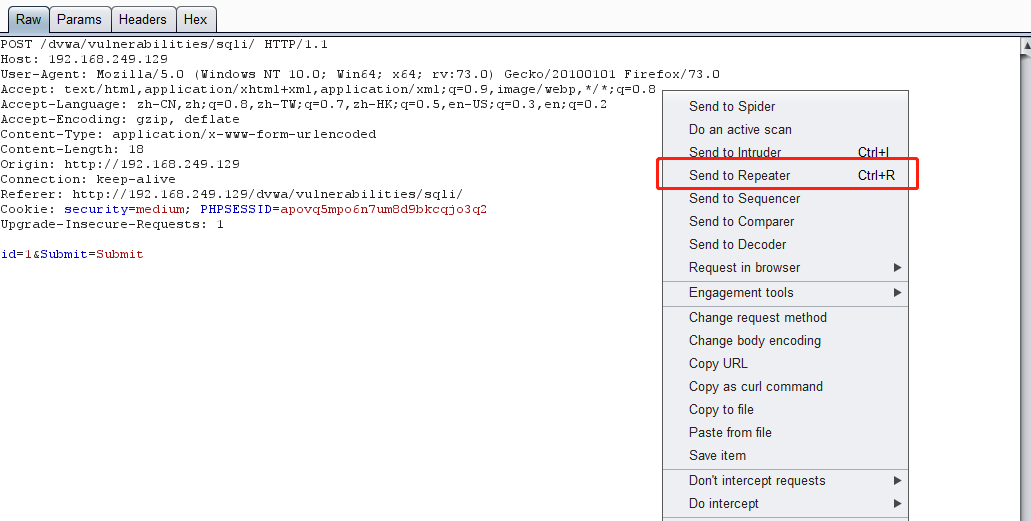 Raw Params Headers Hex
POST /dvwa/vulnerabilities/sqli/ HTTP/1.1
Host: 192.168.249.129
User-Agent: Mozilla/5.0 (Windows NT 10.0; Win64; x64; rv:73.0) Gecko/20100101 Firefox/73.0
Accept: text/html,application/xhtml+xml,application/xml;q=0.9,image/webp,*/*;q=0.8
Accept-Language: zh-CN,zh;q=0.8,zh-TW;q=0.7,zh-HK;q=0.5,en-US;q=0.3,en;q=0.2
Accept-Encoding: gzip, deflate
Content-Type: application/x-www-form-urlencoded
Content-Length: 18
Origin: http://192.168.249.129
Connection: keep-alive
Referer: http://192.168.249.129/dvwa/vulnerabilities/sqli/
Cookie: security=medium; PHPSESSID=apovq5mpo6n7um8d9bkcqjo3q2
Upgrade-Insecure-Requests: 1
id=1&Submit=Submit
Send to Spider
Do an active scan
Send to Intruder Ctrl+I
Send to Repeater Ctrl+R
Send to Sequencer
Send to Comparer
Send to Decoder
Request in browser
Engagement tools
Change request method
Change body encoding
Copy URL
Copy as curl command
Copy to file
Paste from file
Save item
Don't intercept requests
Do intercept